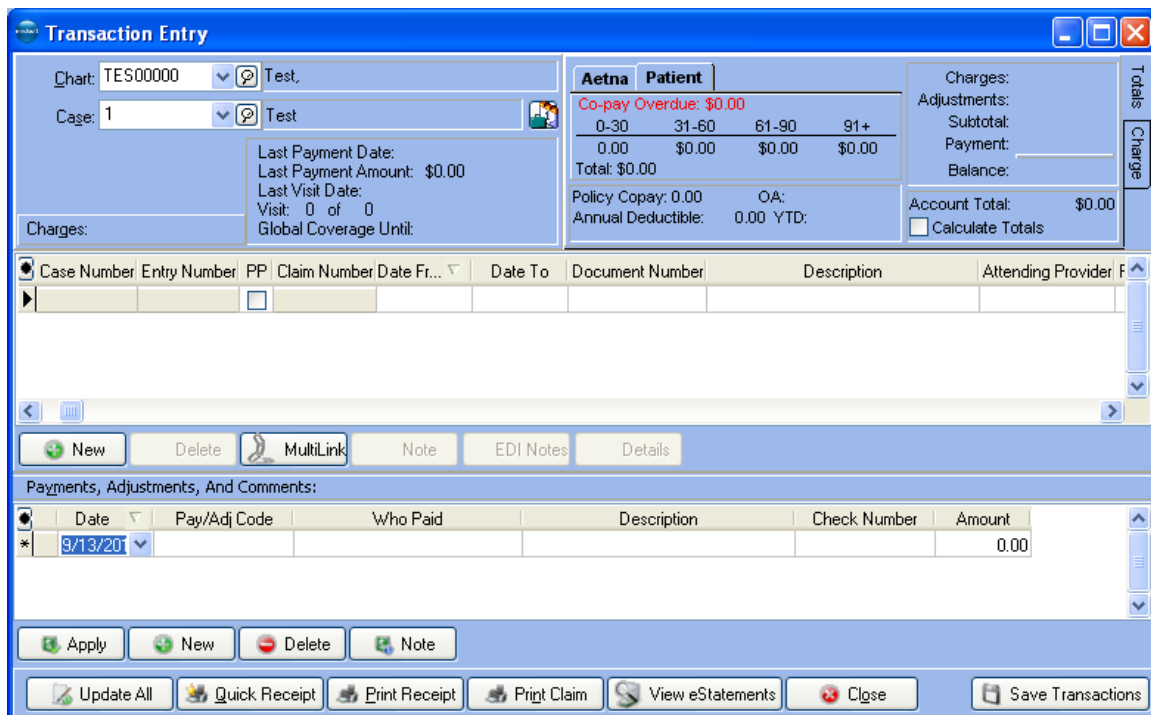 Transaction Entry
Chart: TES00000 Test,
Case: 1 Test
Last Payment Date:
Last Payment Amount: $0.00
Last Visit Date:
Visit: 0 of 0
Global Coverage Until:
Charges:
Aetna Patient
Co-pay Overdue: $0.00
0-30 31-60 61-90 91+
0.00 $0.00 $0.00 $0.00
Total: $0.00
Policy Copay: 0.00 OA:
Annual Deductible: 0.00 YTD:
Charges:
Adjustments:
Subtotal:
Payment:
Balance:
Account Total: $0.00
Calculate Totals
Totals
Charge
Case Number Entry Number PP Claim Number Date Fr... Date To Document Number Description Attending Provider F
New Delete MultiLink Note EDI Notes Details
Payments, Adjustments, And Comments:
Date Pay/Adj Code Who Paid Description Check Number Amount
9/13/201 0.00
Apply New Delete Note
Update All Quick Receipt Print Receipt Print Claim View eStatements Close Save Transactions